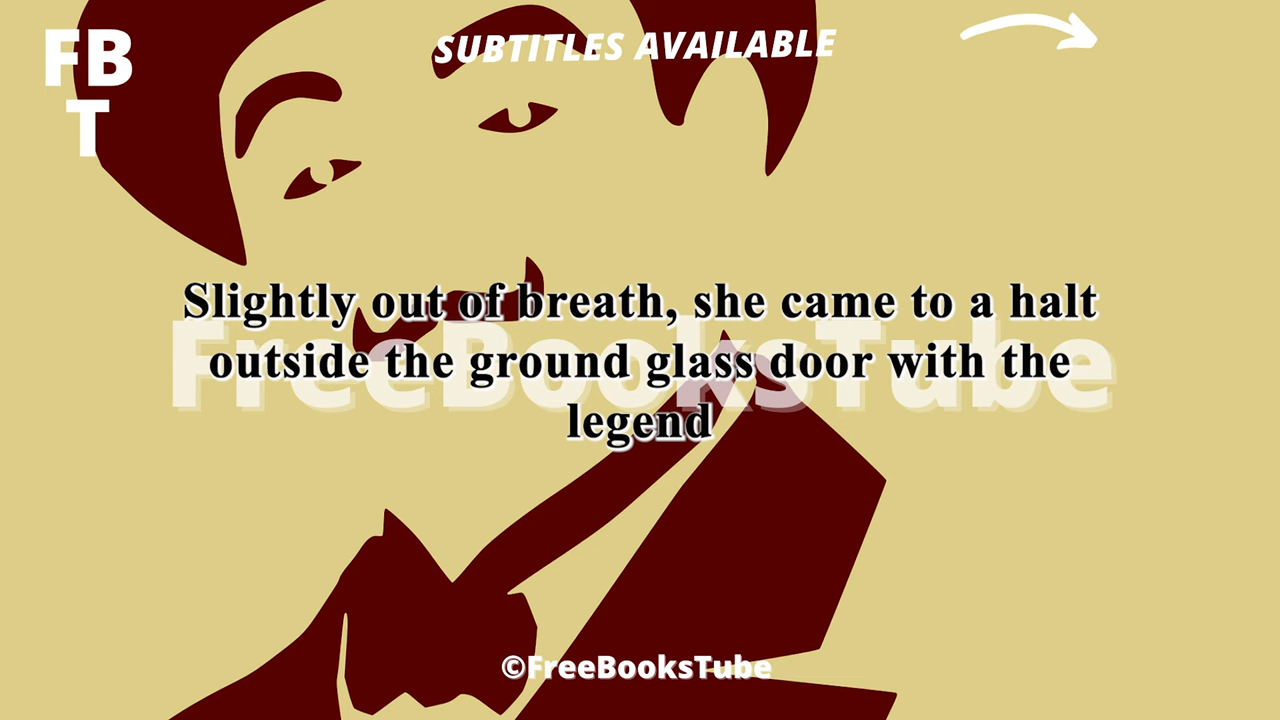 FB
T
SUBTITLES AVAILABLE
Slightly out of breath, she came to a halt
outside the ground glass door with the
legend
FreeBooksTube
©FreeBooksTube